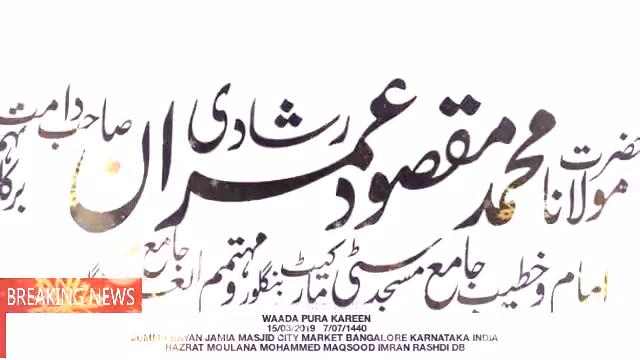 حضرت مولانا محمد مقصود عمران رشادی صاحب دامت
امام و خطیب جامع مسجد سٹی مارکیٹ بنگلور و مہتمم جامع
BREAKING NEWS
WAADA PURA KAREEN
15/03/2019 7/07/1440
JAMIA MASJID CITY MARKET BANGALORE KARNATAKA INDIA
HAZRAT MOULANA MOHAMMED MAQSOOD IMRAN RASHDI DB